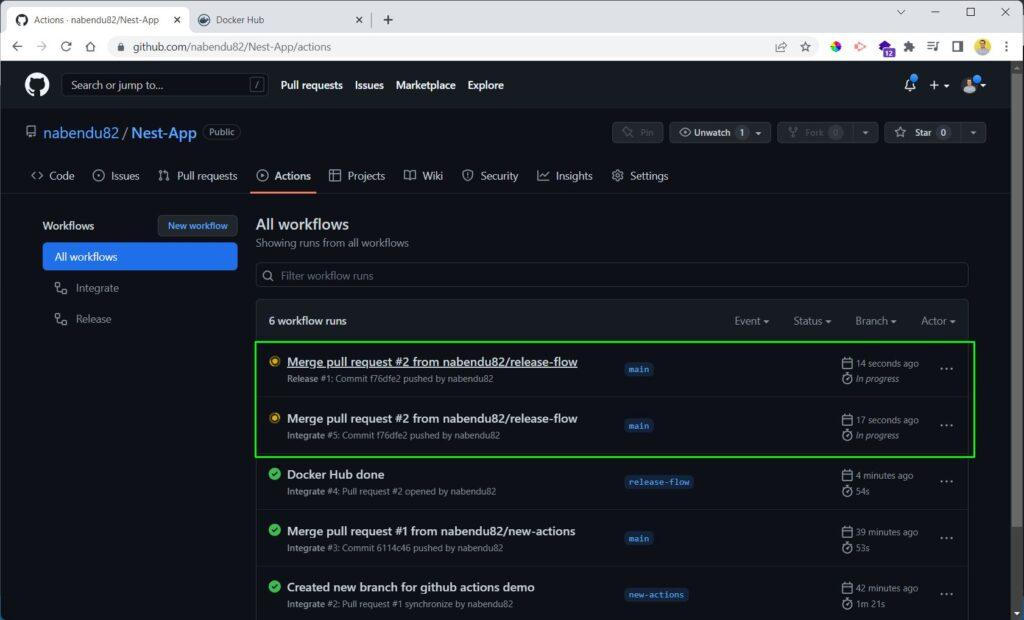 Actions · nabendu82/Nest-App
Docker Hub
github.com/nabendu82/Nest-App/actions
12
Search or jump to... /
Pull requests Issues Marketplace Explore
nabendu82 / Nest-App Public
Pin Unwatch 1 Fork 0 Star 0
Code Issues Pull requests Actions Projects Wiki Security Insights Settings
Workflows New workflow
All workflows
Integrate
Release
All workflows
Showing runs from all workflows
Filter workflow runs
6 workflow runs Event Status Branch Actor
Merge pull request #2 from nabendu82/release-flow
Release #1: Commit f76dfe2 pushed by nabendu82
main
14 seconds ago
In progress
Merge pull request #2 from nabendu82/release-flow
Integrate #5: Commit f76dfe2 pushed by nabendu82
main
17 seconds ago
In progress
Docker Hub done
Integrate #4: Pull request #2 opened by nabendu82
release-flow
4 minutes ago
54s
Merge pull request #1 from nabendu82/new-actions
Integrate #3: Commit 6114c46 pushed by nabendu82
main
39 minutes ago
53s
Created new branch for github actions demo
Integrate #2: Pull request #1 synchronize by nabendu82
new-actions
42 minutes ago
1m 21s